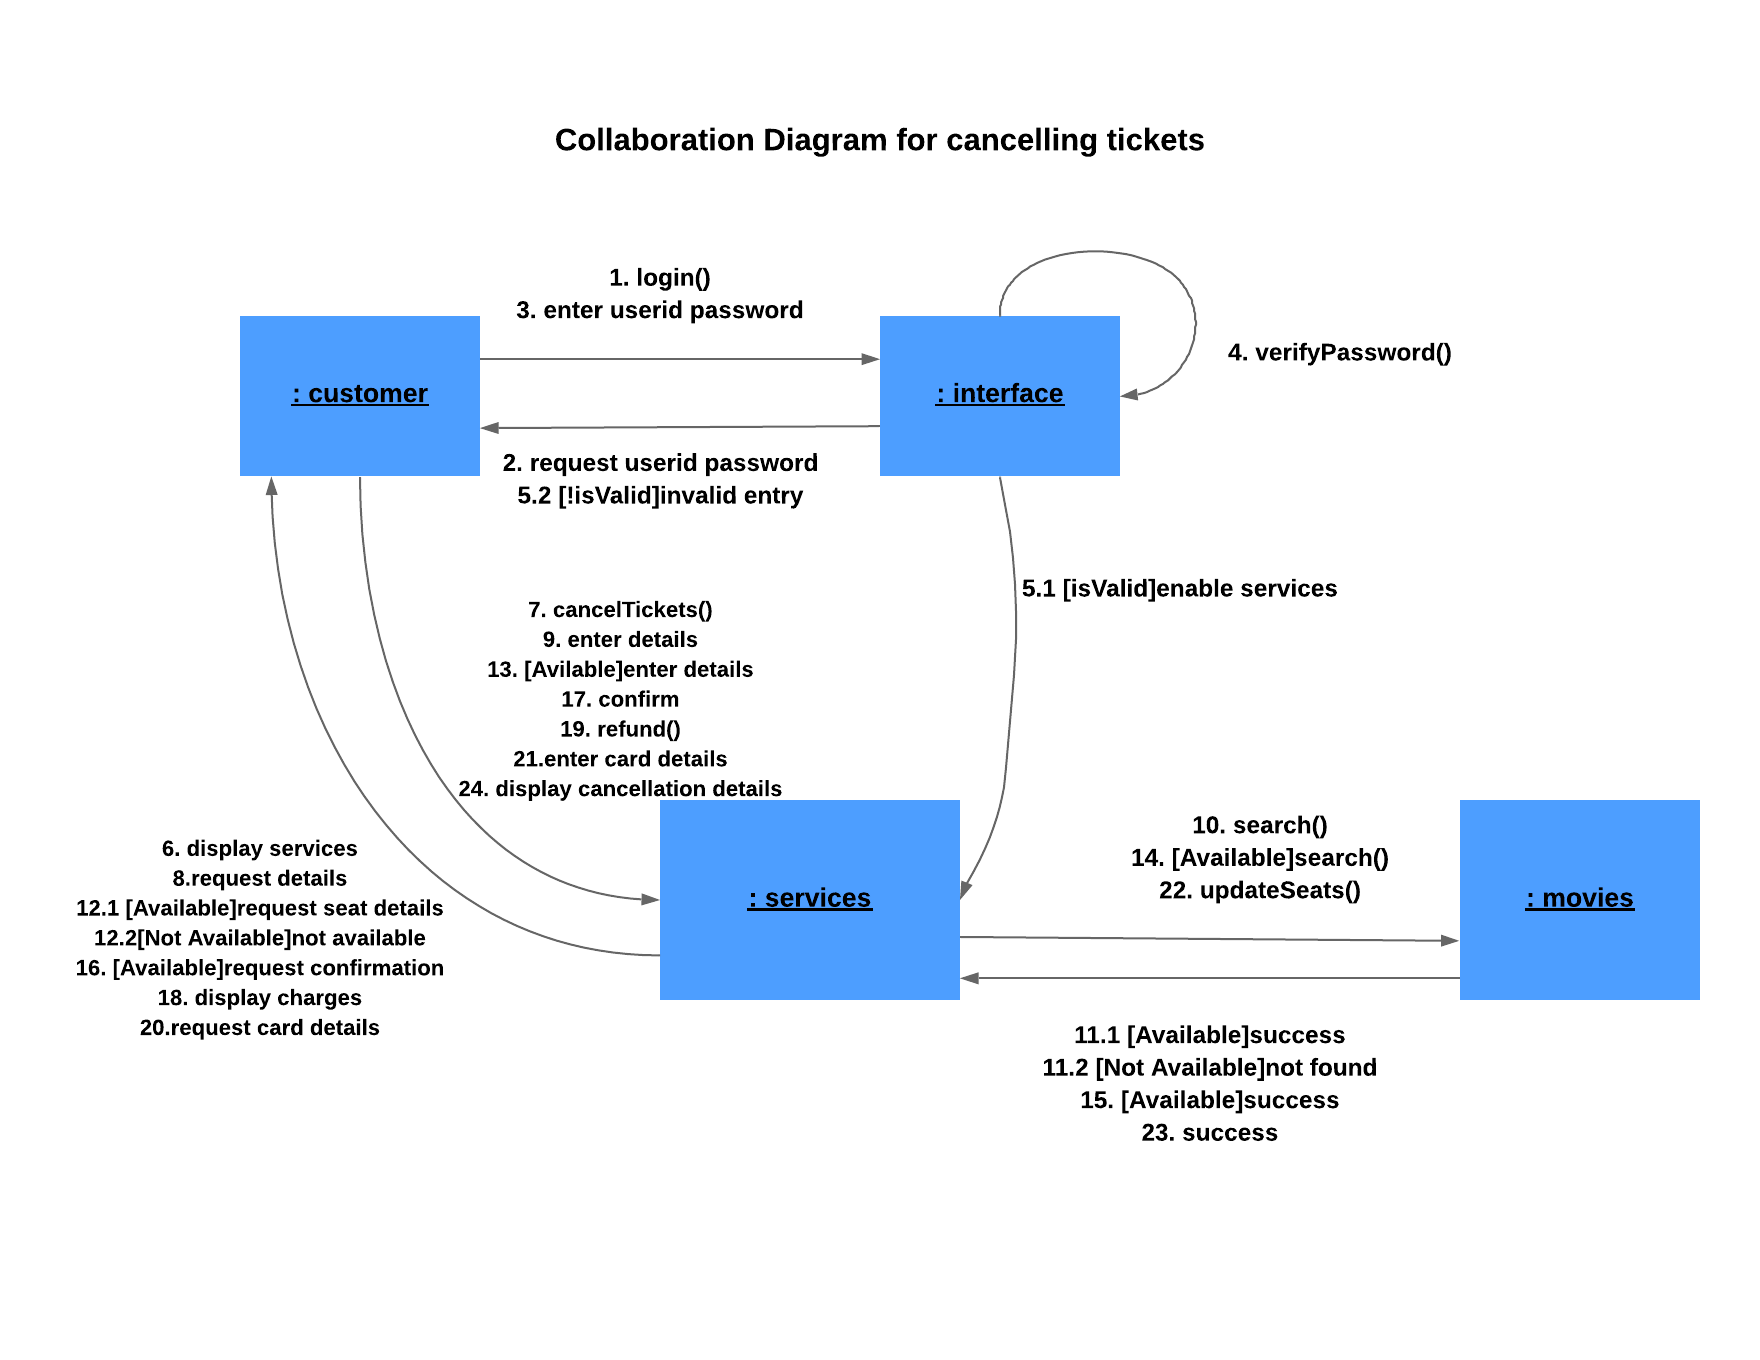 Collaboration Diagram for cancelling tickets
1. login()
3. enter userid password
: customer
: interface
4. verifyPassword()
2. request userid password
5.2 [!isValid]invalid entry
5.1 [isValid]enable services
7. cancelTickets()
9. enter details
13. [Avilable]enter details
17. confirm
19. refund()
21.enter card details
24. display cancellation details
6. display services
8.request details
12.1 [Available]request seat details
12.2[Not Available]not available
16. [Available]request confirmation
18. display charges
20.request card details
: services
10. search()
14. [Available]search()
22. updateSeats()
: movies
11.1 [Available]success
11.2 [Not Available]not found
15. [Available]success
23. success